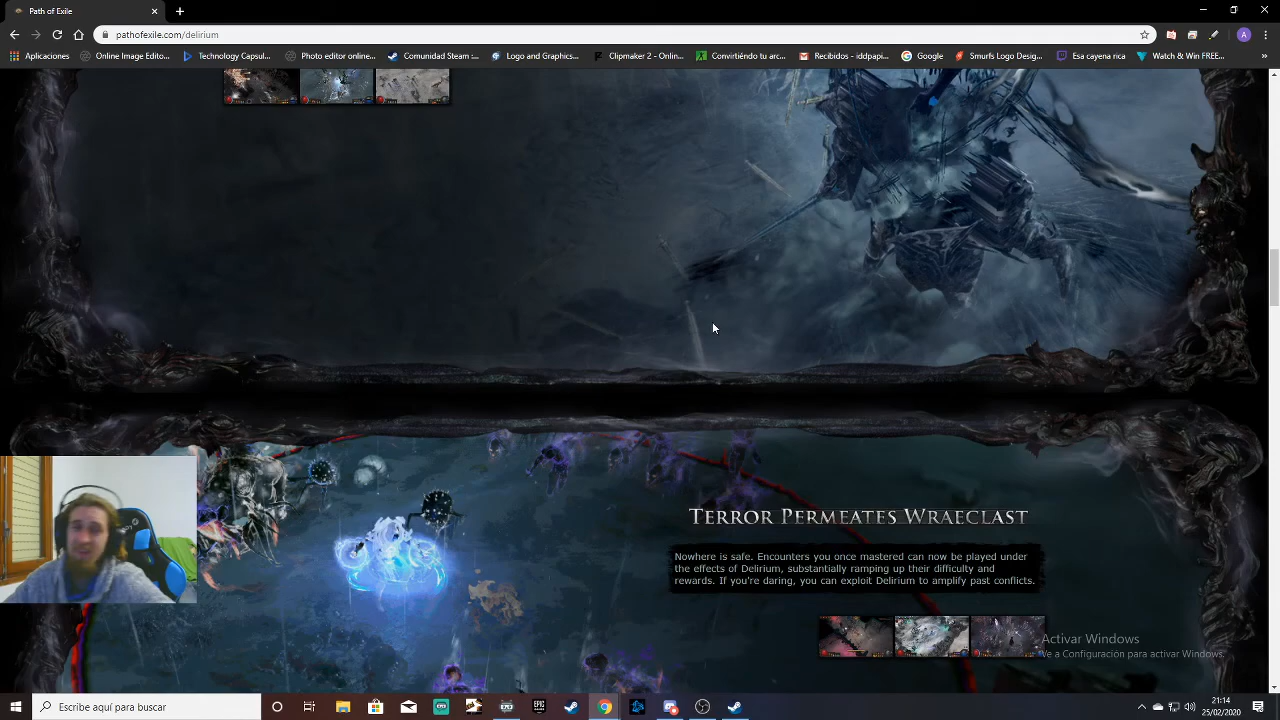 Path of Exile
pathofexile.com/delirium
Aplicaciones
Online Image Edito...
Technology Capsul...
Photo editor online...
Comunidad Steam :...
Logo and Graphics...
Clipmaker 2 - Onlin...
Convirtiéndo tu arc...
Recibidos - iddpapi...
Google
Smurfs Logo Desig...
Esa cayena rica
Watch & Win FREE...
Terror Permeates Wraeclast
Nowhere is safe. Encounters you once mastered can now be played under
the effects of Delirium, substantially ramping up their difficulty and
rewards. If you're daring, you can exploit Delirium to amplify past conflicts.
Activar Windows
Ve a Configuración para activar Windows.
Escribe aquí para buscar
EPIC
GAMES
21:14
25/02/2020